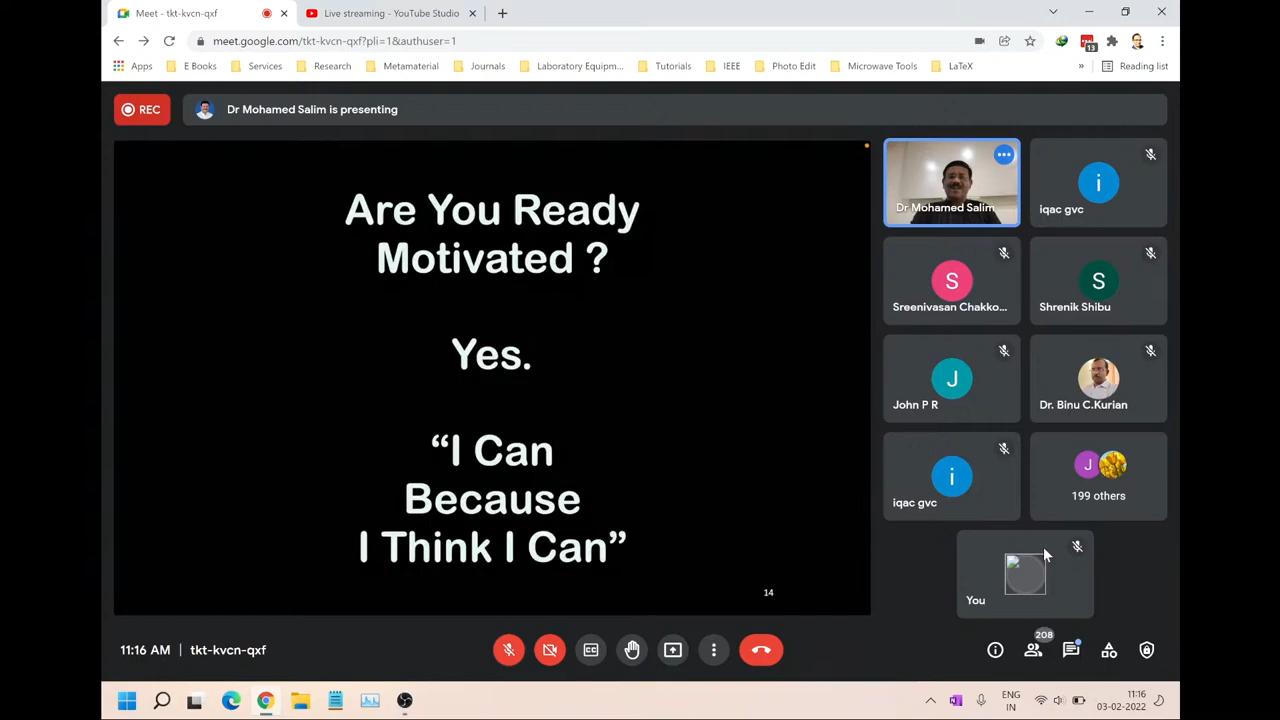 Meet - tkt-kvcn-qxf
Live streaming - YouTube Studio
meet.google.com/tkt-kvcn-qxf?pli=1&authuser=1
13
Apps
E Books
Services
Research
Metamaterial
Journals
Laboratory Equipm...
Tutorials
IEEE
Photo Edit
Microwave Tools
LaTeX
»
Reading list
REC
Dr Mohamed Salim is presenting
Are You Ready
Motivated ?
Yes.
“I Can
Because
I Think I Can”
14
Dr Mohamed Salim
i
iqac gvc
S
Sreenivasan Chakko...
S
Shrenik Shibu
J
John P R
Dr. Binu C.Kurian
i
iqac gvc
J
199 others
You
11:16 AM | tkt-kvcn-qxf
208
ENG
IN
11:16
03-02-2022